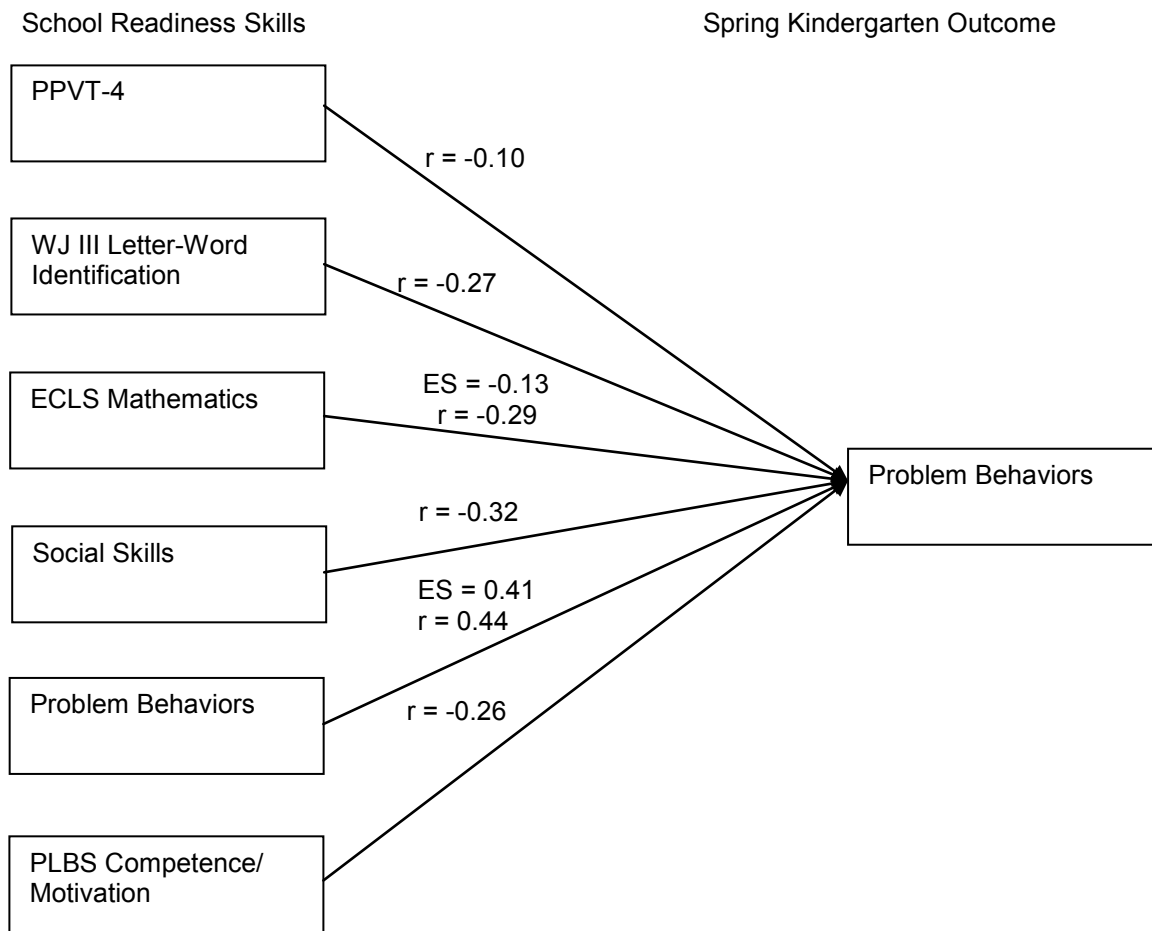 School Readiness Skills
Spring Kindergarten Outcome
PPVT-4
r = -0.10
WJ III Letter-Word
Identification
r = -0.27
ECLS Mathematics
ES = -0.13
r = -0.29
Problem Behaviors
Social Skills
r = -0.32
ES = 0.41
r = 0.44
Problem Behaviors
r = -0.26
PLBS Competence/
Motivation